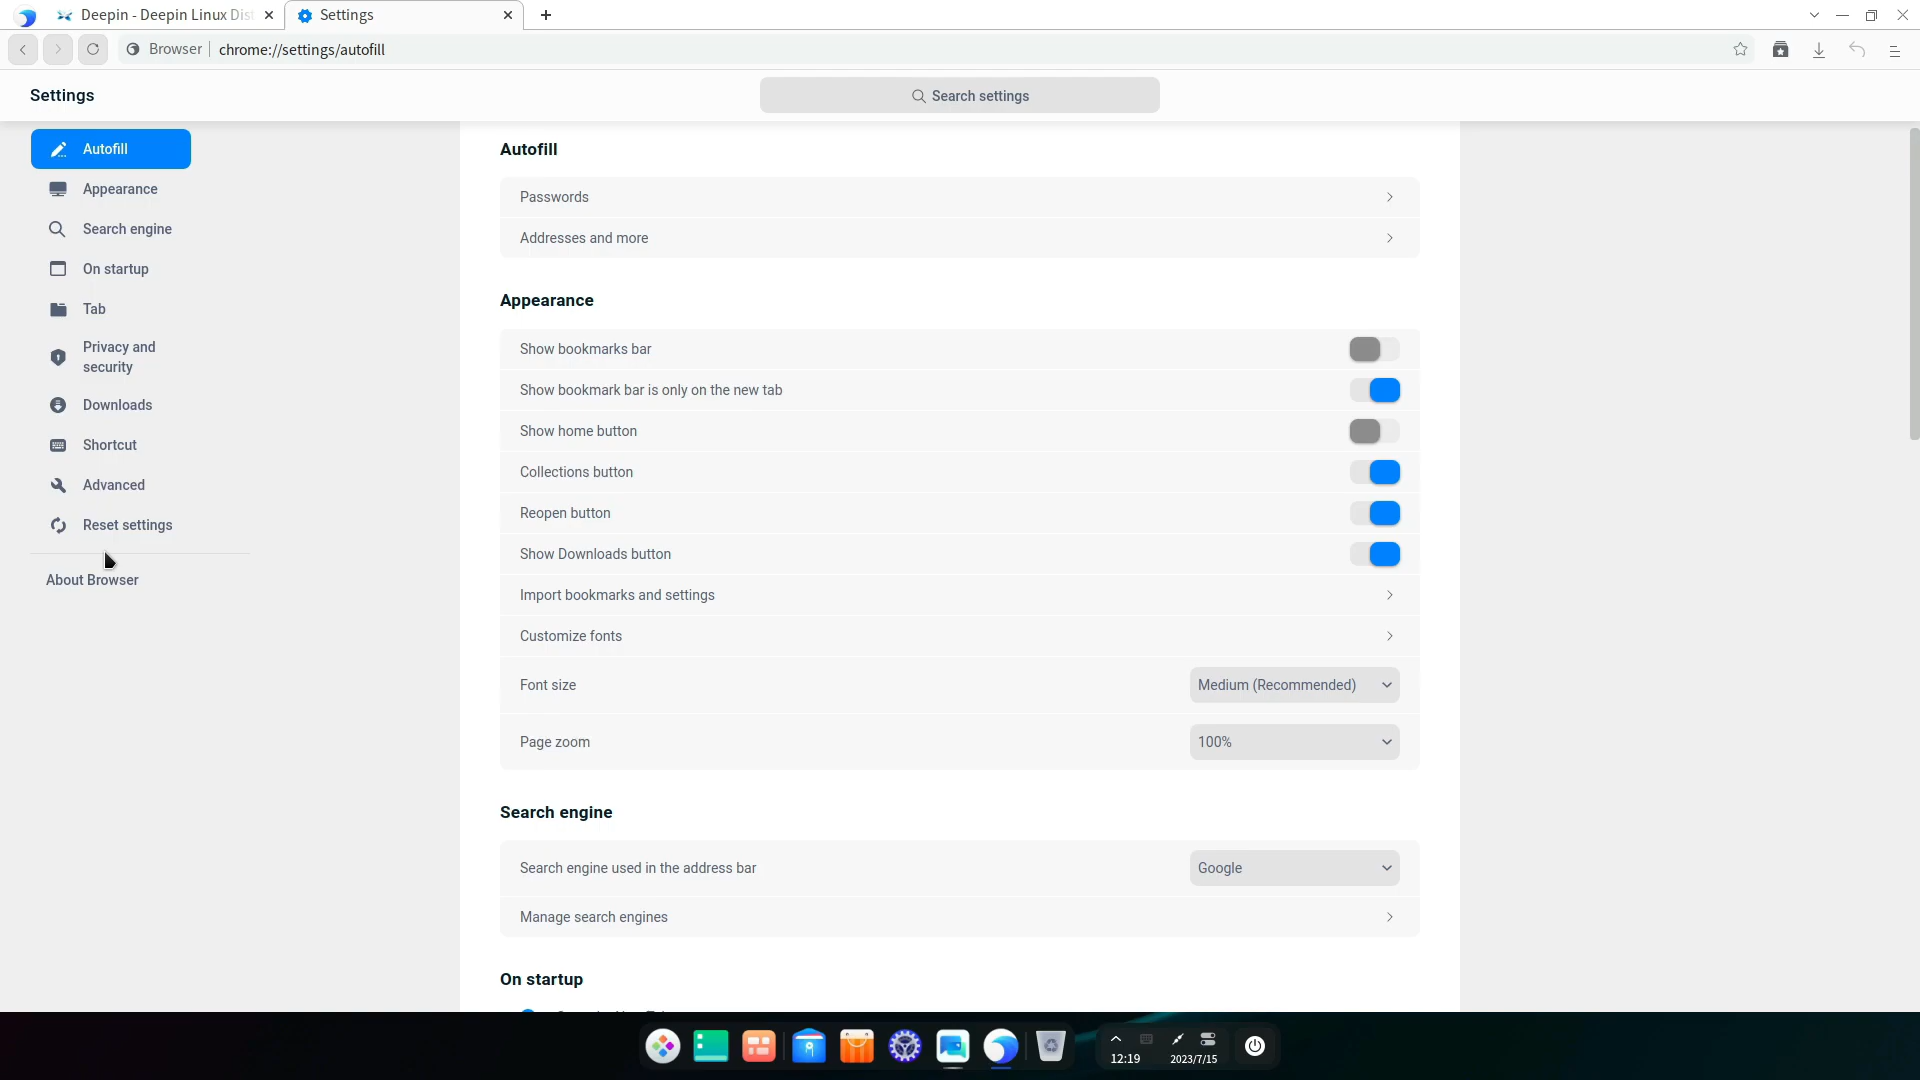 Deepin - Deepin Linux Dis
Settings
Browser
chrome://settings/autofill
Settings
Search settings
Autofill
Appearance
Search engine
On startup
Tab
Privacy and
security
Downloads
Shortcut
Advanced
Reset settings
About Browser
Autofill
Passwords
Addresses and more
Appearance
Show bookmarks bar
Show bookmark bar is only on the new tab
Show home button
Collections button
Reopen button
Show Downloads button
Import bookmarks and settings
Customize fonts
Font size
Medium (Recommended)
Page zoom
100%
Search engine
Search engine used in the address bar
Google
Manage search engines
On startup
12:19
2023/7/15